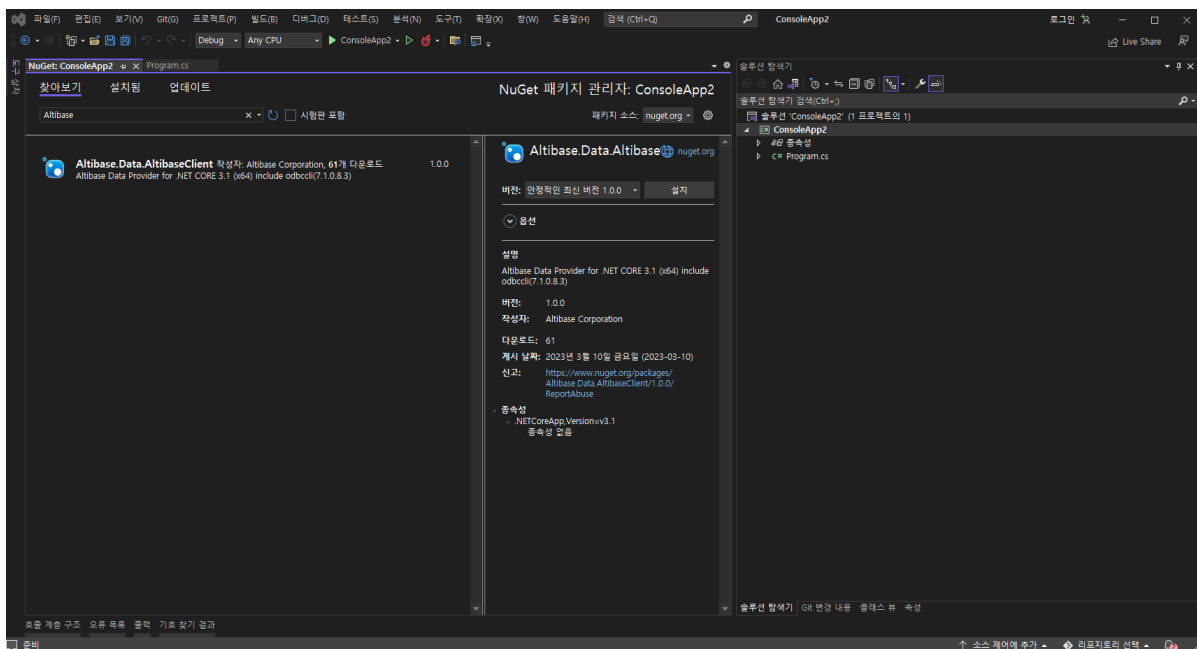 파일(F) 편집(E) 보기(V) Git(G) 프로젝트(P) 빌드(B) 디버그(D) 테스트(S) 분석(N) 도구(T) 확장(X) 창(W) 도움말(H) 검색 (Ctrl+Q) ConsoleApp2 로그인
Debug Any CPU ConsoleApp2 Live Share
도구 상자
NuGet: ConsoleApp2 Program.cs
찾아보기 설치됨 업데이트
NuGet 패키지 관리자: ConsoleApp2
Altibase 시험판 포함 패키지 소스: nuget.org
Altibase.Data.AltibaseClient 작성자: Altibase Corporation, 61개 다운로드 1.0.0
Altibase Data Provider for .NET CORE 3.1 (x64) include odbccli(7.1.0.8.3)
Altibase.Data.Altibase nuget.org
버전: 안정적인 최신 버전 1.0.0 설치
옵션
설명
Altibase Data Provider for .NET CORE 3.1 (x64) include
odbccli(7.1.0.8.3)
버전: 1.0.0
작성자: Altibase Corporation
다운로드: 61
게시 날짜: 2023년 3월 10일 금요일 (2023-03-10)
신고: https://www.nuget.org/packages/
Altibase.Data.AltibaseClient/1.0.0/
ReportAbuse
종속성
.NETCoreApp,Version=v3.1
종속성 없음
솔루션 탐색기
솔루션 탐색기 검색(Ctrl+;)
솔루션 'ConsoleApp2' (1 프로젝트의 1)
ConsoleApp2
종속성
C# Program.cs
솔루션 탐색기 Git 변경 내용 클래스 뷰 속성
호출 계층 구조 오류 목록 출력 기호 찾기 결과
준비 소스 제어에 추가 리포지토리 선택 2